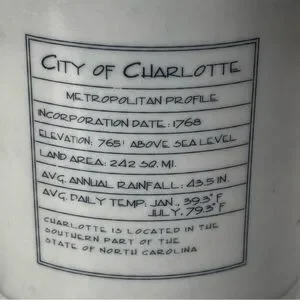 CITY OF CHARLOTTE
METROPOLITAN PROFILE
INCORPORATION DATE: 1768
ELEVATION: 765' ABOVE SEA LEVEL
LAND AREA: 242 SQ. MI.
AVG. ANNUAL RAINFALL: 43.5 IN.
AVG. DAILY TEMP: JAN., 39.3° F
JULY, 79.3° F
CHARLOTTE IS LOCATED IN THE
SOUTHERN PART OF THE
STATE OF NORTH CAROLINA